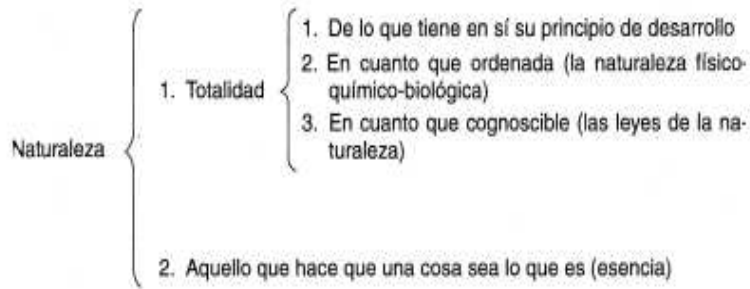 1. De lo que tiene en sí su principio de desarrollo
2. En cuanto que ordenada (la naturaleza físico-
químico-biológica)
1. Totalidad
3. En cuanto que cognoscible (las leyes de la na-
turaleza)
Naturaleza
2. Aquello que hace que una cosa sea lo que es (esencia)